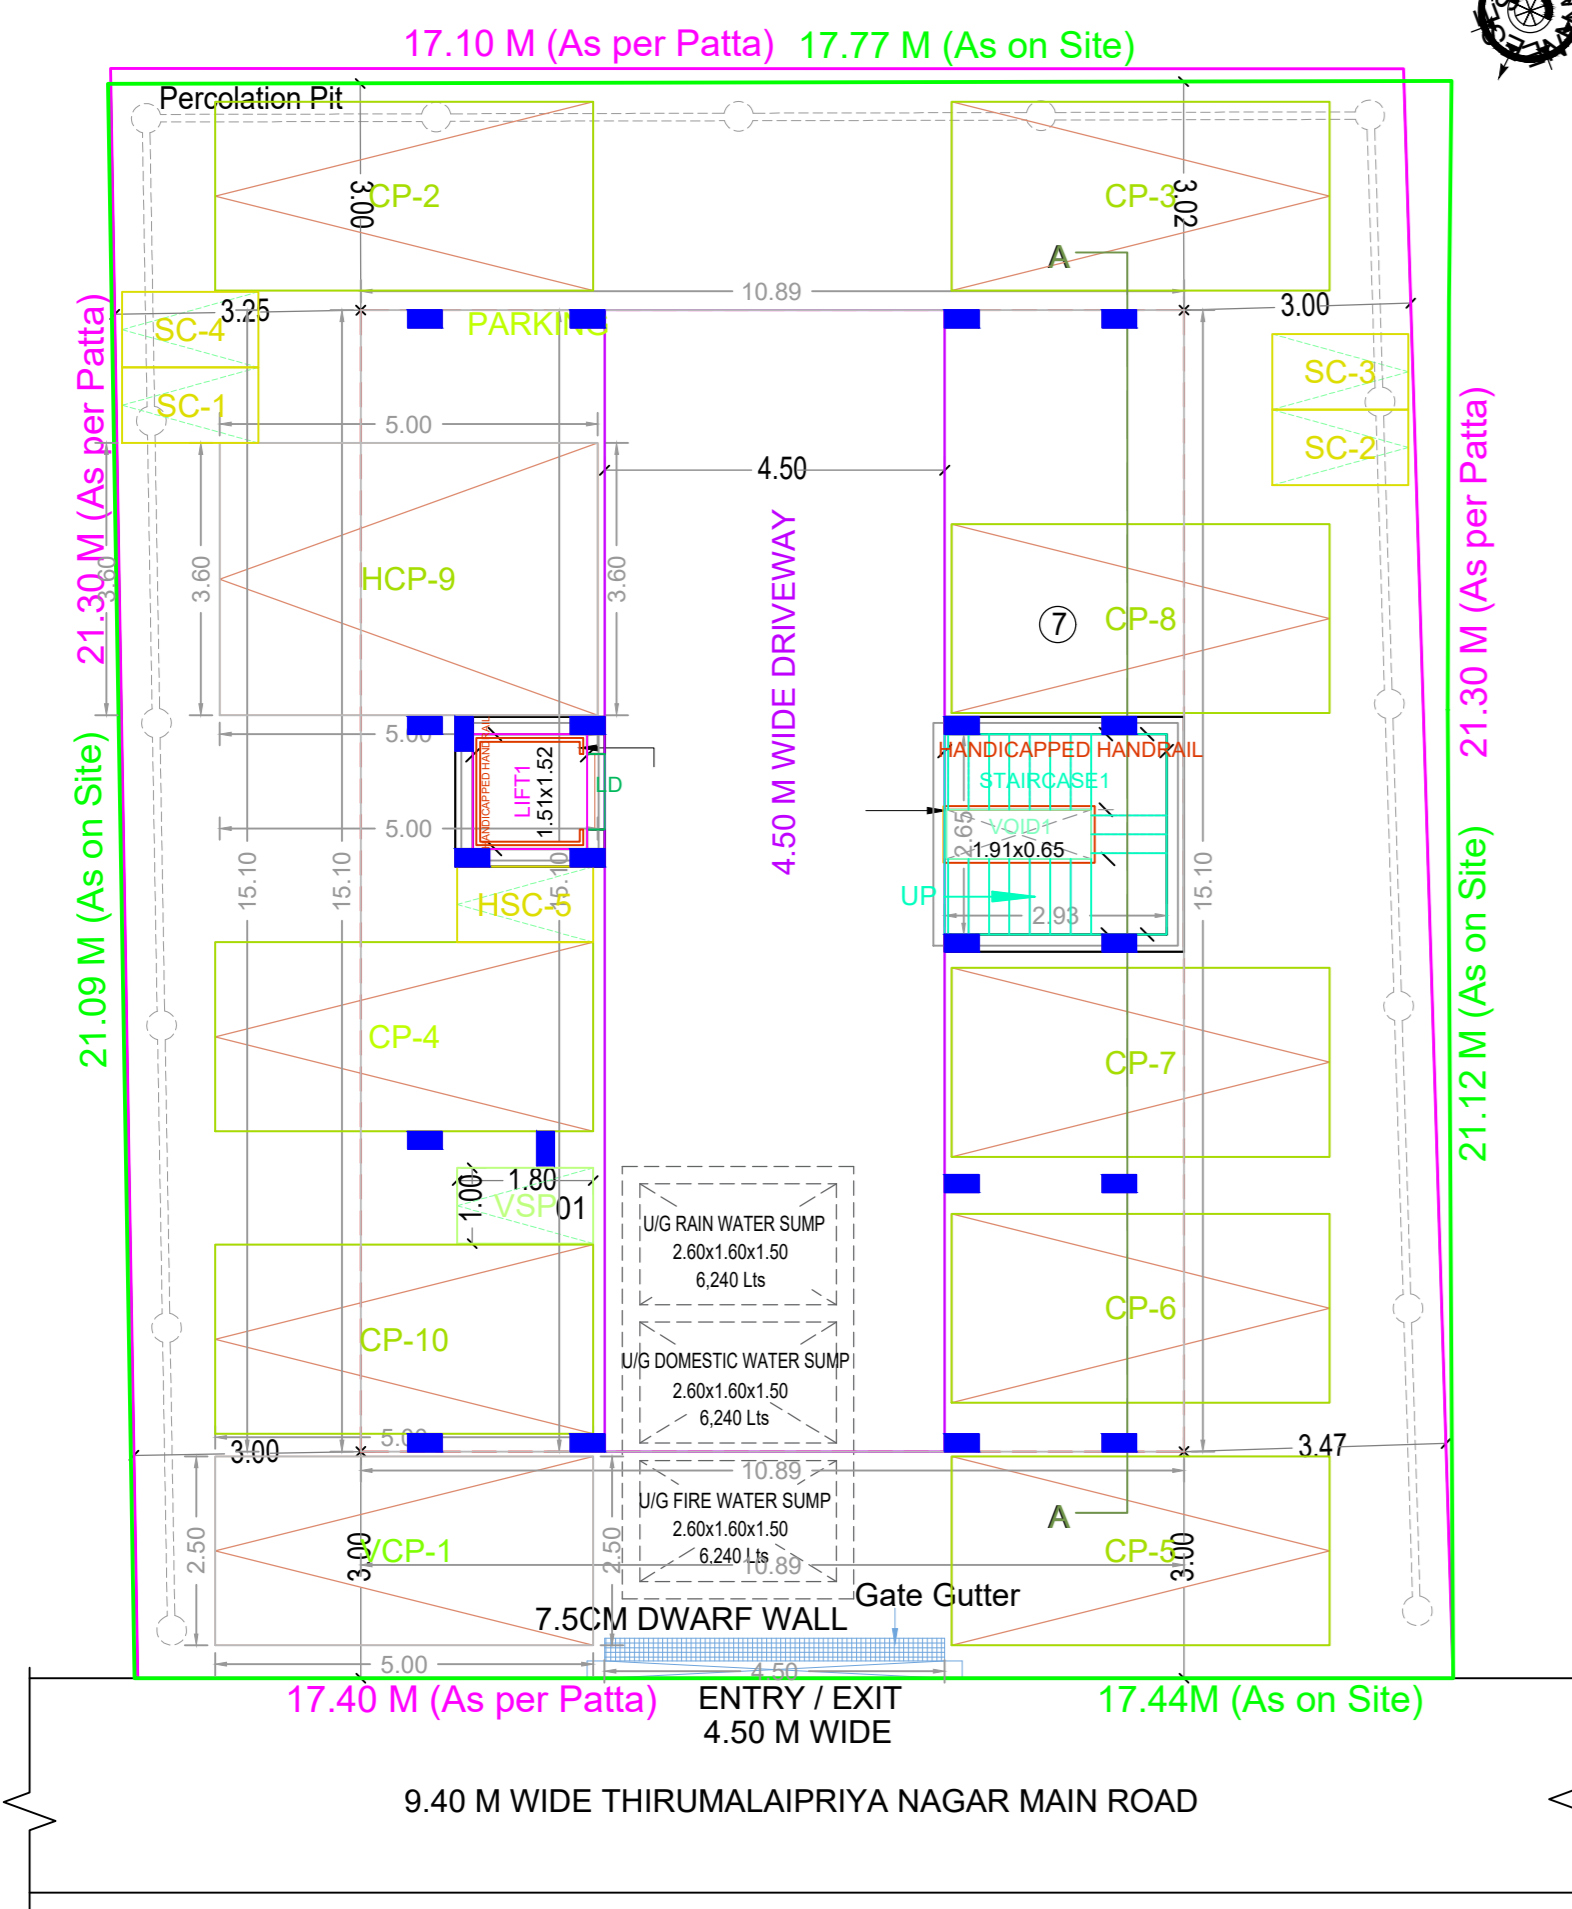 17.10 M (As per Patta)
17.77 M (As on Site)
Percolation Pit
CP-2
3.00
CP-3
3.02
A
10.89
3.25
3.00
PARKING
SC-4
SC-1
SC-3
SC-2
21.30 M (As per Patta)
21.30 M (As per Patta)
5.00
4.50
3.60
3.60
3.60
HCP-9
4.50 M WIDE DRIVEWAY
CP-8
7
5.00
HANDICAPPED HANDRAIL
LIFT1
1.51x1.52
LD
HANDICAPPED HANDRAIL
STAIRCASE1
VOID1
1.91x0.65
2.65
UP
2.93
5.00
15.10
15.10
15.10
15.10
HSC-5
21.09 M (As on Site)
21.12 M (As on Site)
CP-4
CP-7
1.80
1.00
VSP01
U/G RAIN WATER SUMP
2.60x1.60x1.50
6,240 Lts
CP-6
CP-10
U/G DOMESTIC WATER SUMP
2.60x1.60x1.50
6,240 Lts
5.00
3.00
3.47
10.89
U/G FIRE WATER SUMP
2.60x1.60x1.50
6,240 Lts
A
2.50
VCP-1
3.00
2.50
10.89
CP-5
3.00
Gate Gutter
7.5CM DWARF WALL
5.00
4.50
17.40 M (As per Patta)
ENTRY / EXIT
4.50 M WIDE
17.44M (As on Site)
9.40 M WIDE THIRUMALAIPRIYA NAGAR MAIN ROAD